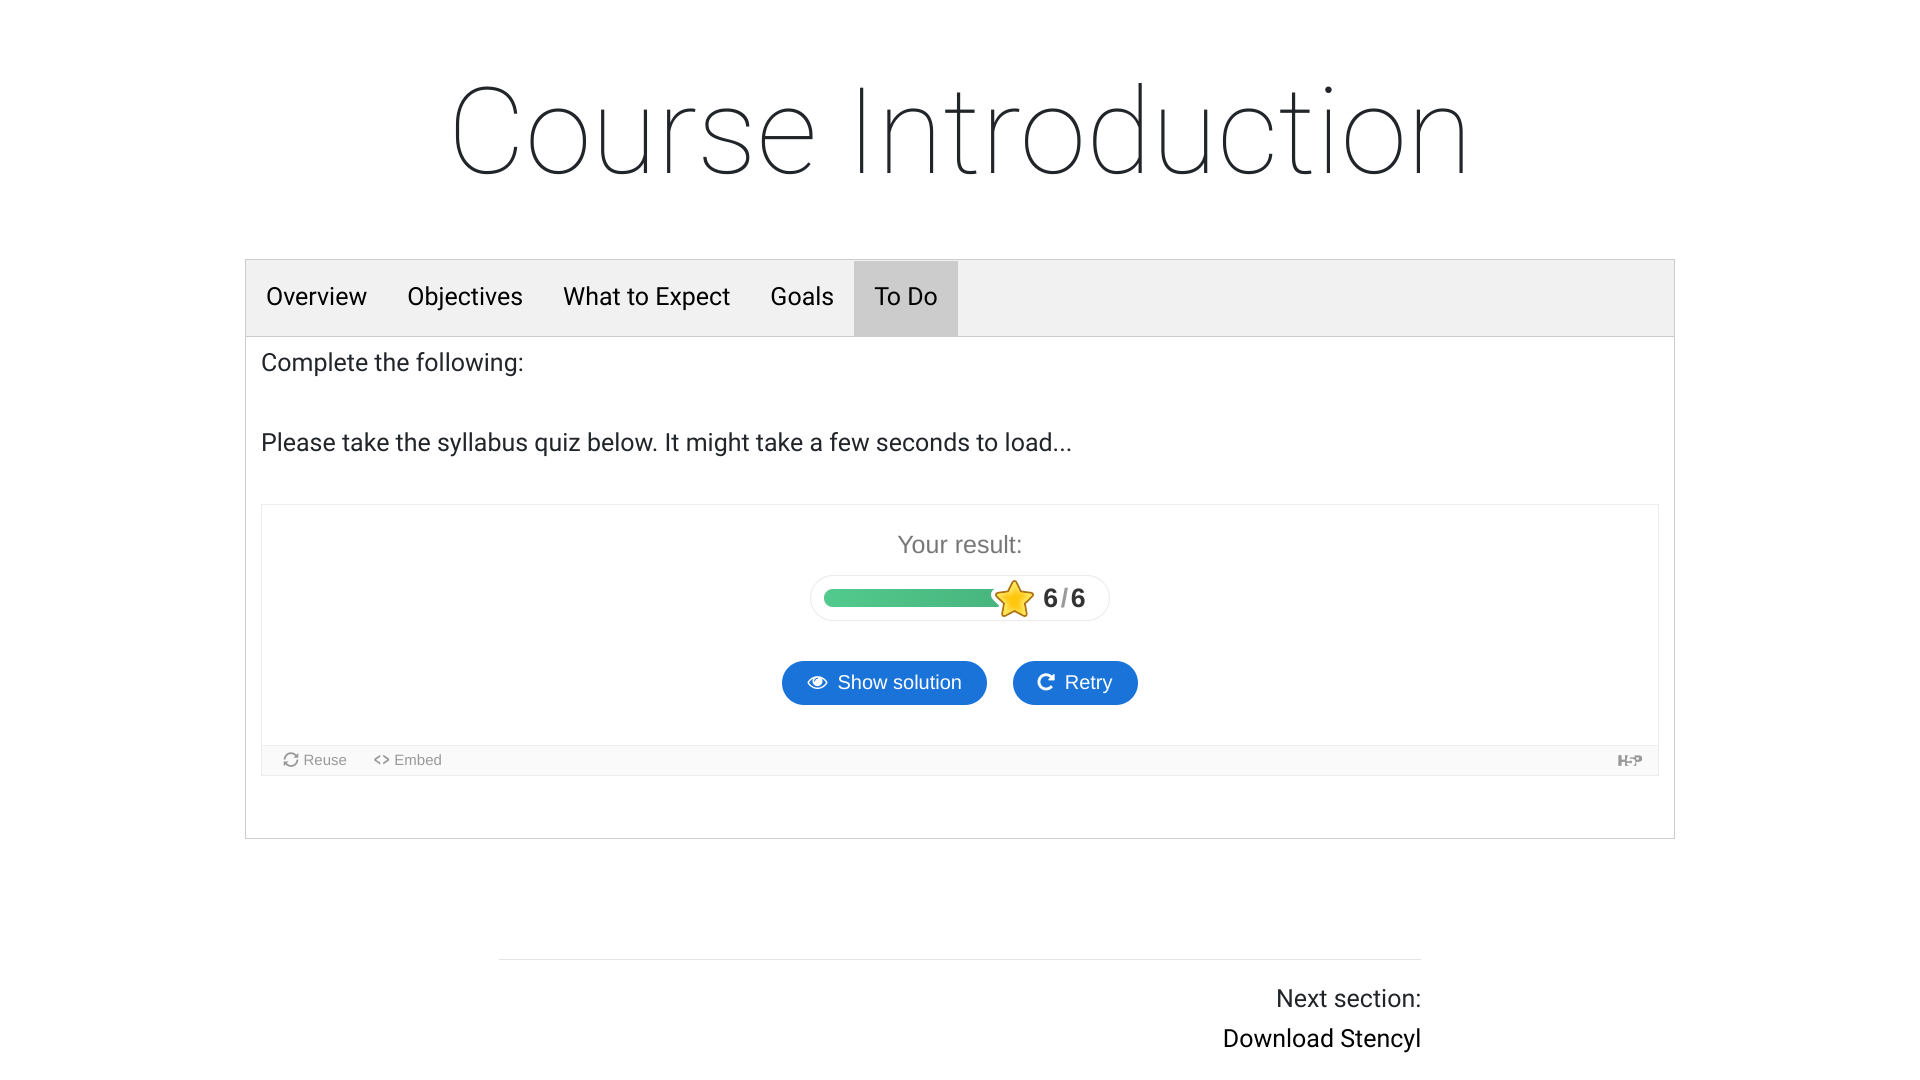 Course Introduction
Overview Objectives What to Expect Goals To Do
Complete the following:
Please take the syllabus quiz below. It might take a few seconds to load...
Your result:
6/6
Show solution Retry
Reuse <> Embed H5P
Next section:
Download Stencyl